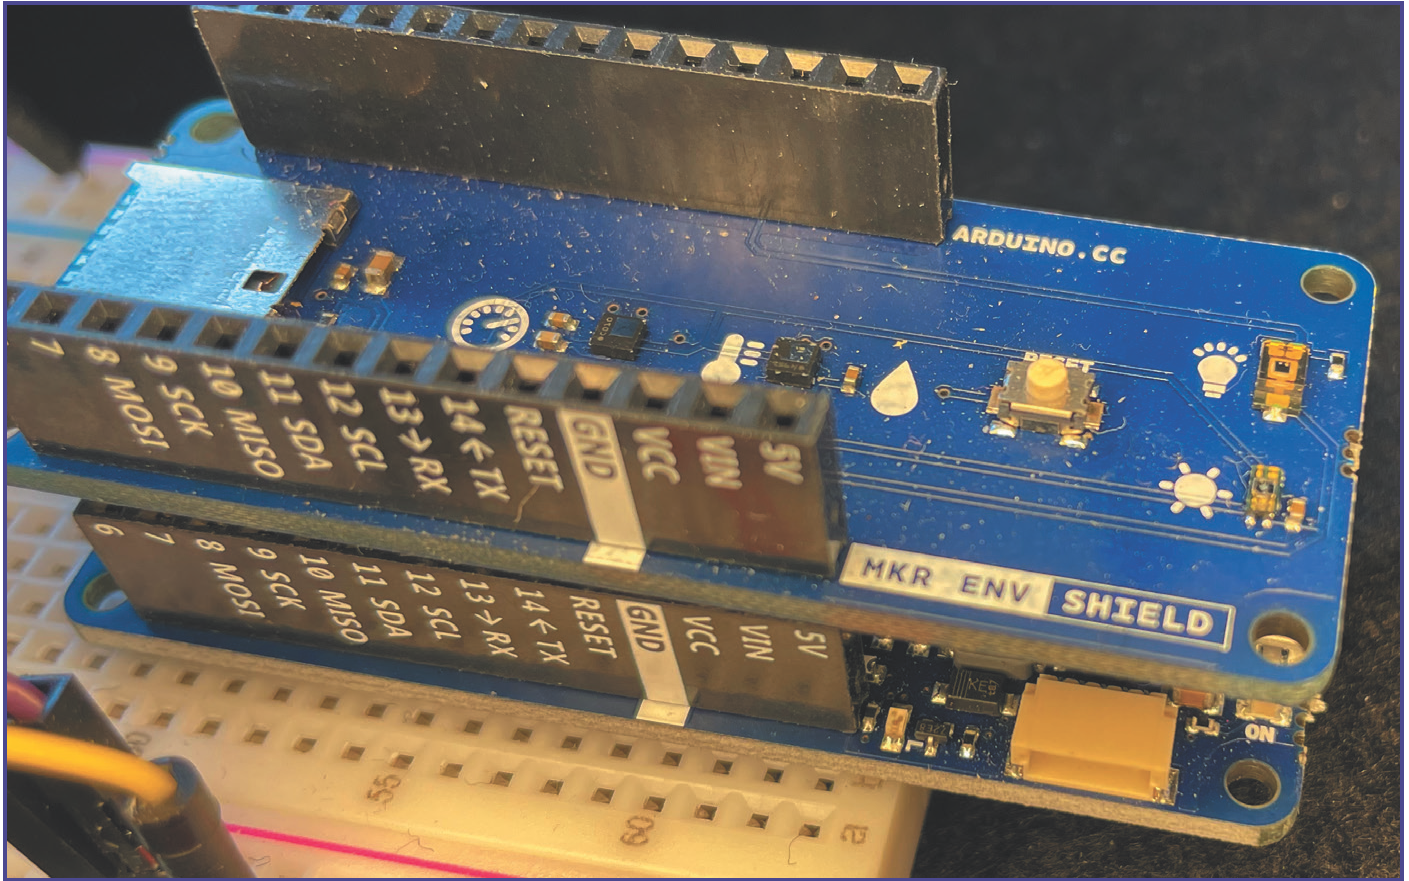 ARDUINO.CC
7
8 MOSI
9 SCK
10 MISO
11 SDA
12 SCL
13→RX
14←TX
RESET
GND
VCC
VIN
5V
RESET
MKR ENV SHIELD
6
7
8 MOSI
9 SCK
10 MISO
11 SDA
12 SCL
13→RX
14←TX
RESET
GND
VCC
VIN
5V
L
ON
55
60